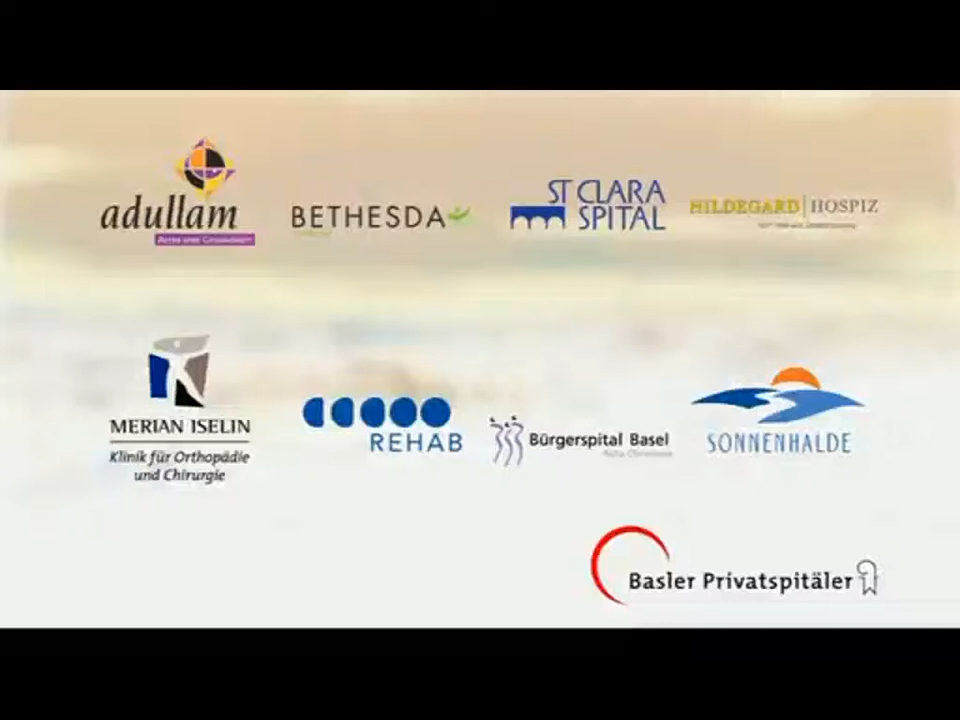 adullam
BETHESDA
ST CLARA
SPITAL
HILDEGARD HOSPIZ
MERIAN ISELIN
Klinik für Orthopädie
und Chirurgie
REHAB
Bürgerspital Basel
SONNENHALDE
Basler Privatspitäler